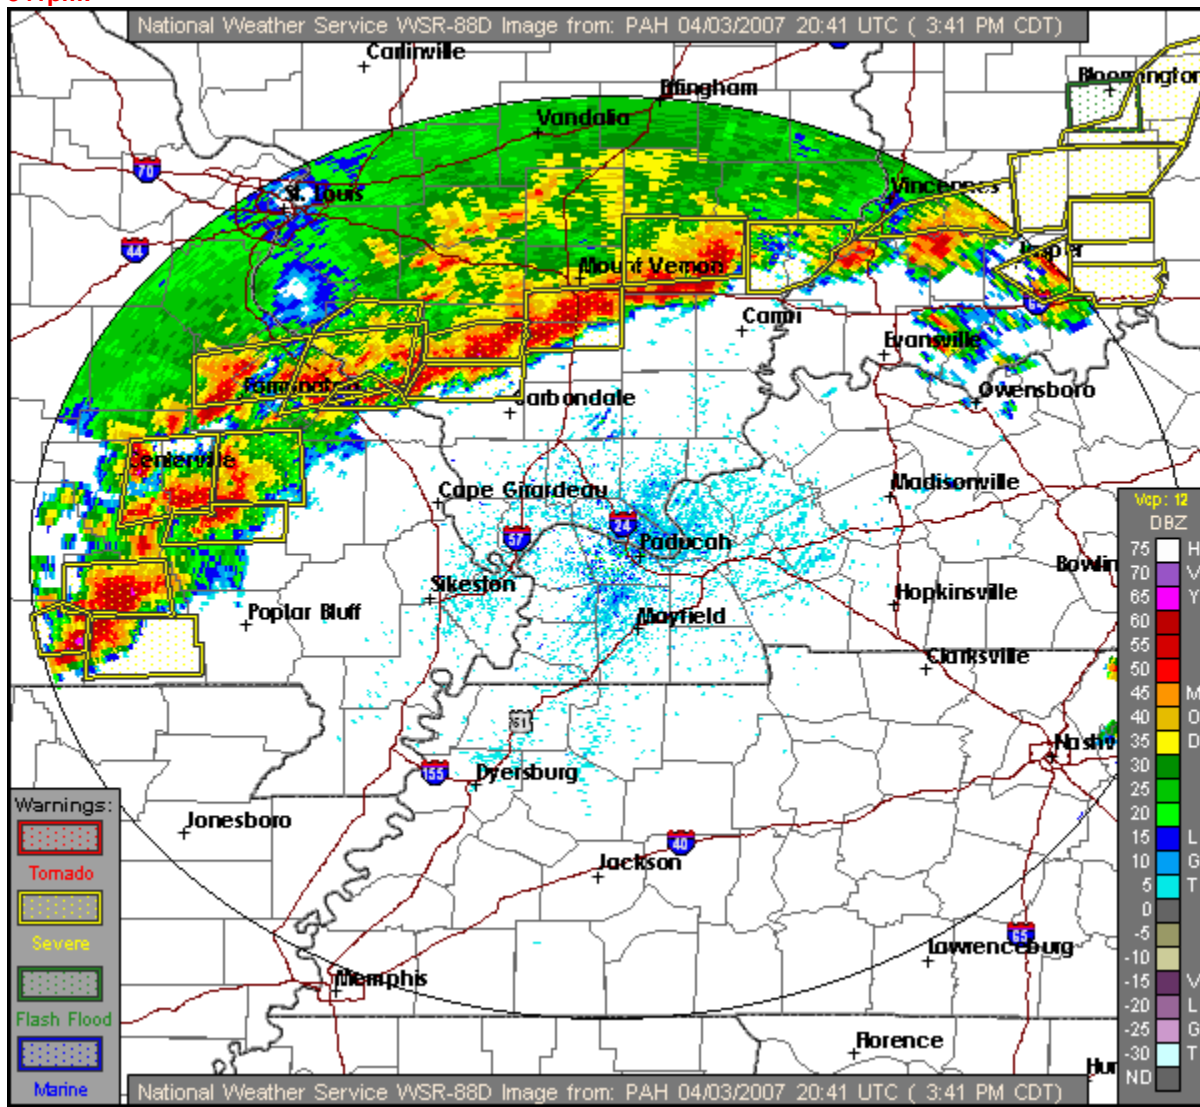 National Weather Service WSR-88D Image from: PAH 04/03/2007 20:41 UTC ( 3:41 PM CDT)
Carlinville
Bloomington
Effingham
Vandalia
70
St. Louis
Vincennes
44
Jasper
Mount Vernon
Carmi
Evansville
Farmington
Owensboro
Carbondale
Centerville
Madisonville
Cape Girardeau
24
57
Paducah
Bowlin
Sikeston
Hopkinsville
Poplar Bluff
Mayfield
Clarksville
51
Nashv
155
Dyersburg
Jonesboro
40
Jackson
65
Lawrenceburg
Memphis
Florence
Hur
Vcp: 12
DBZ
75 H
70 V
65 Y
60
55
50
45 M
40 O
35 D
30
25
20
15 L
10 G
5 T
0
-5
-10
-15 V
-20 L
-25 G
-30 T
ND
Warnings:
Tornado
Severe
Flash Flood
Marine
National Weather Service WSR-88D Image from: PAH 04/03/2007 20:41 UTC ( 3:41 PM CDT)